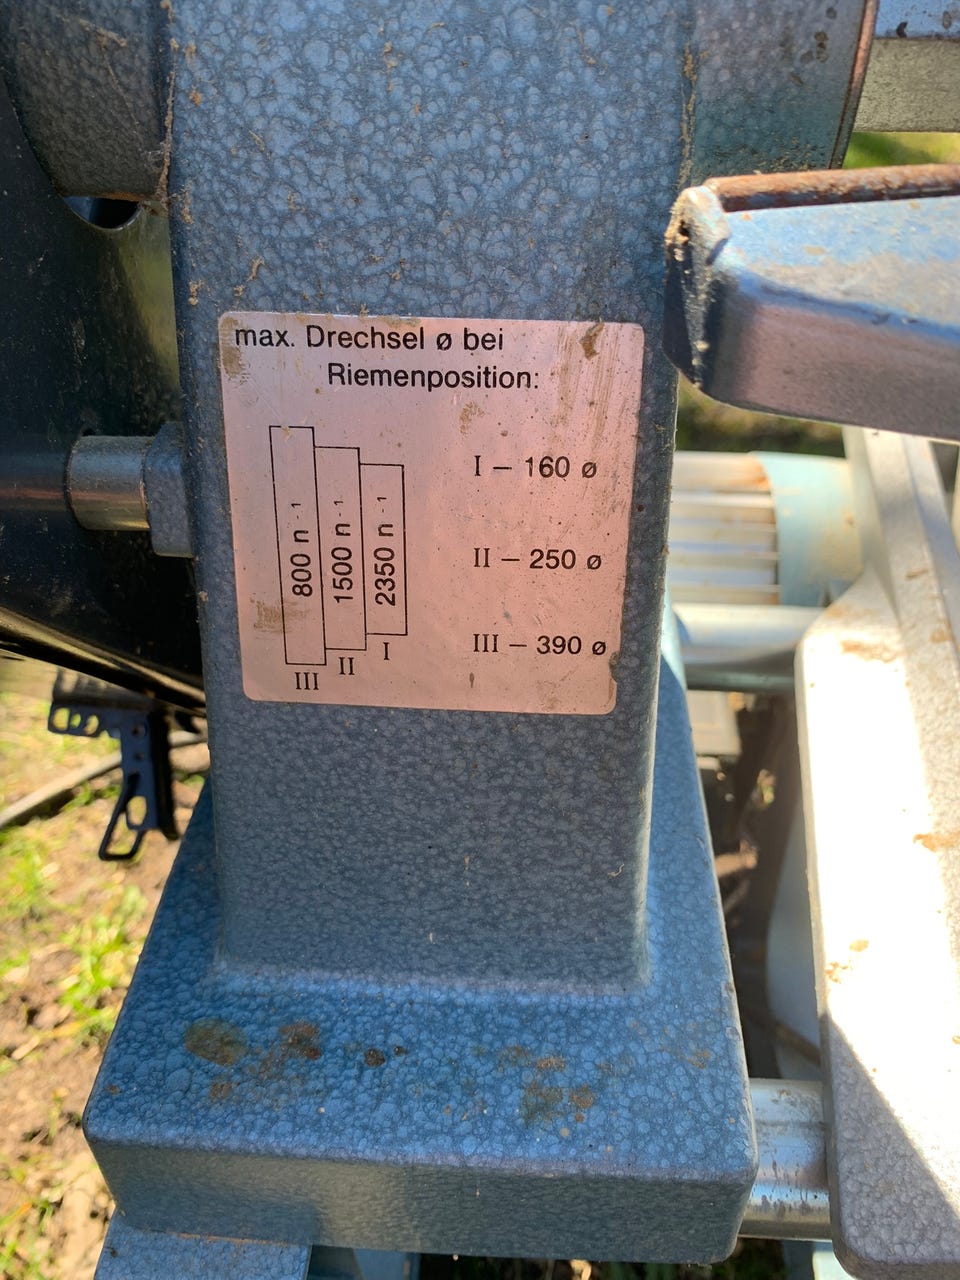 max. Drechsel ø bei
Riemenposition:
I – 160 ø
800 n ⁻¹
1500 n ⁻¹
2350 n ⁻¹
II – 250 ø
III – 390 ø
I
II
III